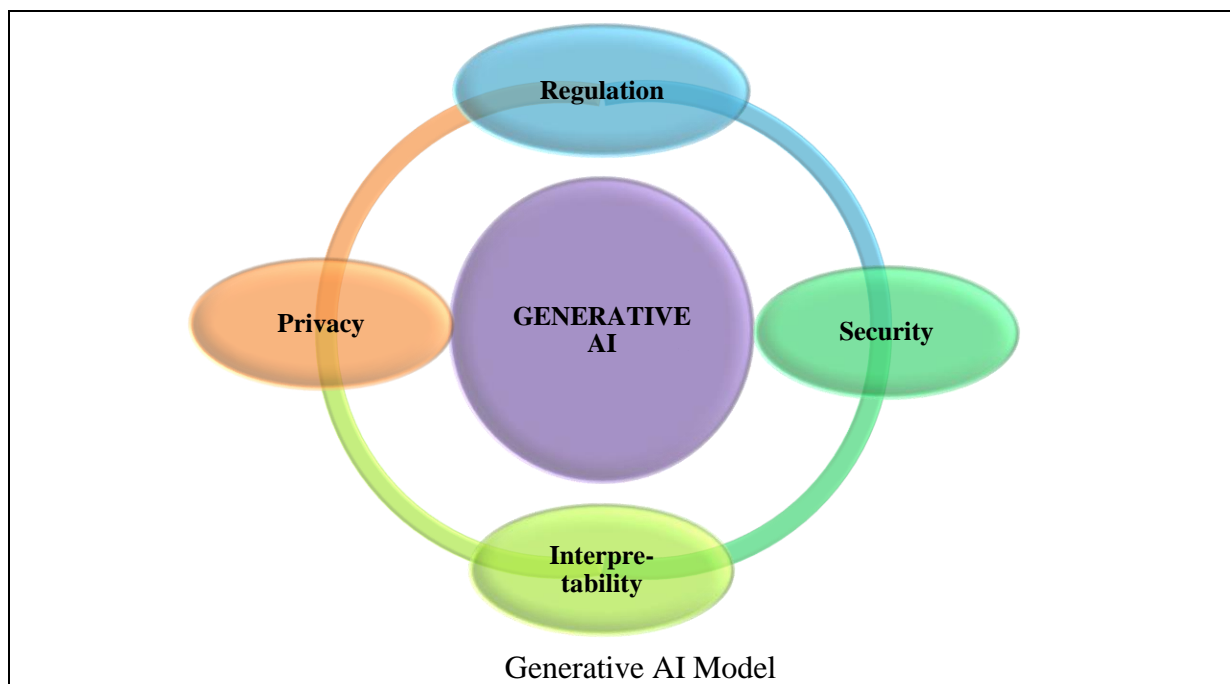 Regulation
Privacy
GENERATIVE
AI
Security
Interpre-
tability
Generative AI Model